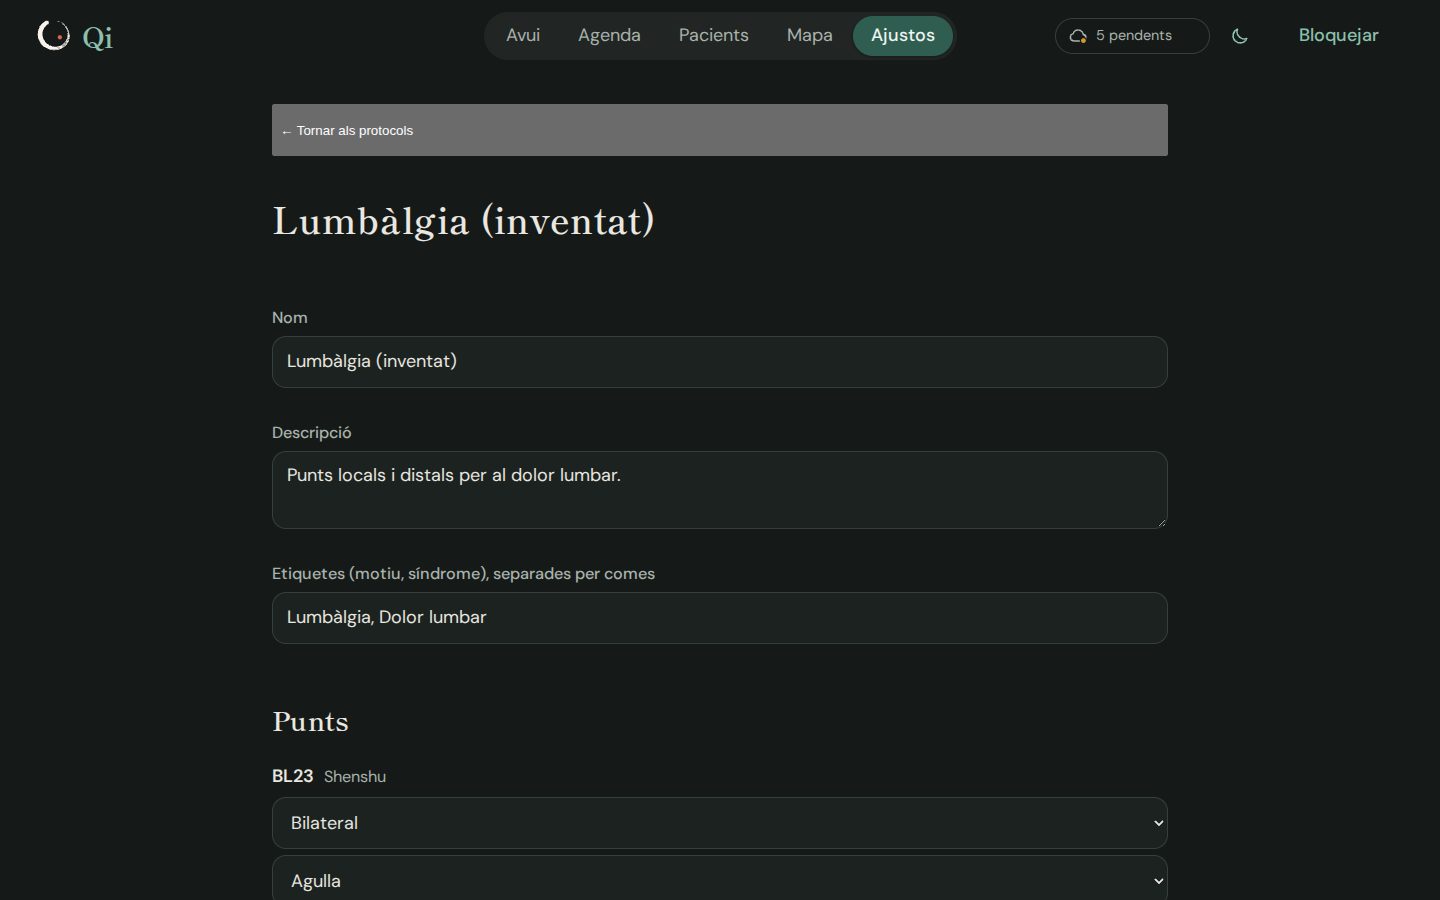 Qi
Avui
Agenda
Pacients
Mapa
Ajustos
5 pendents
Bloquejar
← Tornar als protocols
Lumbàlgia (inventat)
Nom
Lumbàlgia (inventat)
Descripció
Punts locals i distals per al dolor lumbar.
Etiquetes (motiu, síndrome), separades per comes
Lumbàlgia, Dolor lumbar
Punts
BL23 Shenshu
Bilateral
Agulla